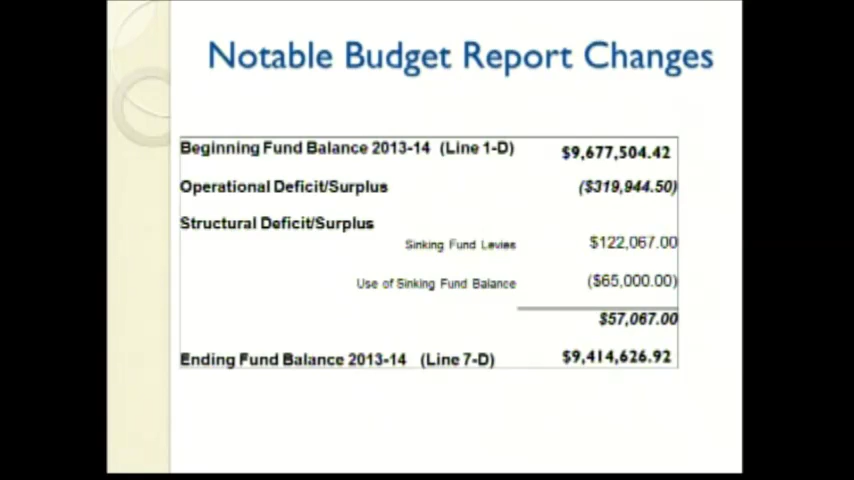 Notable Budget Report Changes
Beginning Fund Balance 2013-14 (Line 1-D) $9,677,504.42
Operational Deficit/Surplus ($319,944.50)
Structural Deficit/Surplus
Sinking Fund Levies $122,067.00
Use of Sinking Fund Balance ($65,000.00)
$57,067.00
Ending Fund Balance 2013-14 (Line 7-D) $9,414,626.92